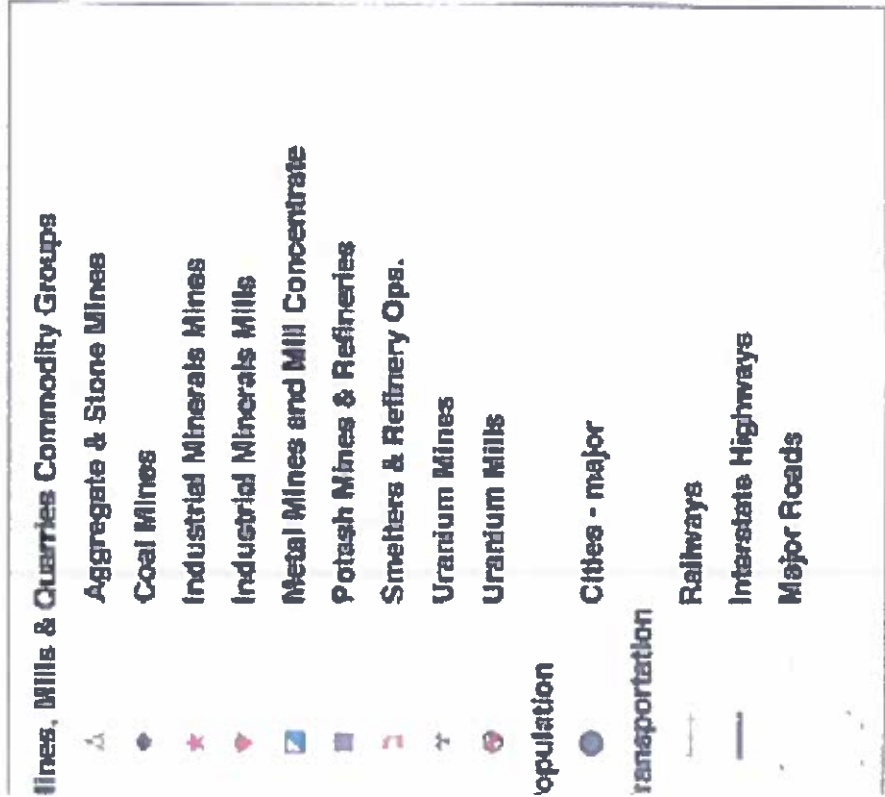 lines, Mills & Quarries Commodity Groups
Aggregate & Stone Mines
Coal Mines
Industrial Minerals Mines
Industrial Minerals Mills
Metal Mines and Mill Concentrate
Potash Mines & Refineries
Smelters & Refinery Ops.
Uranium Mines
Uranium Mills
opulation
Cities - major
ransportation
Railways
Interstate Highways
Major Roads